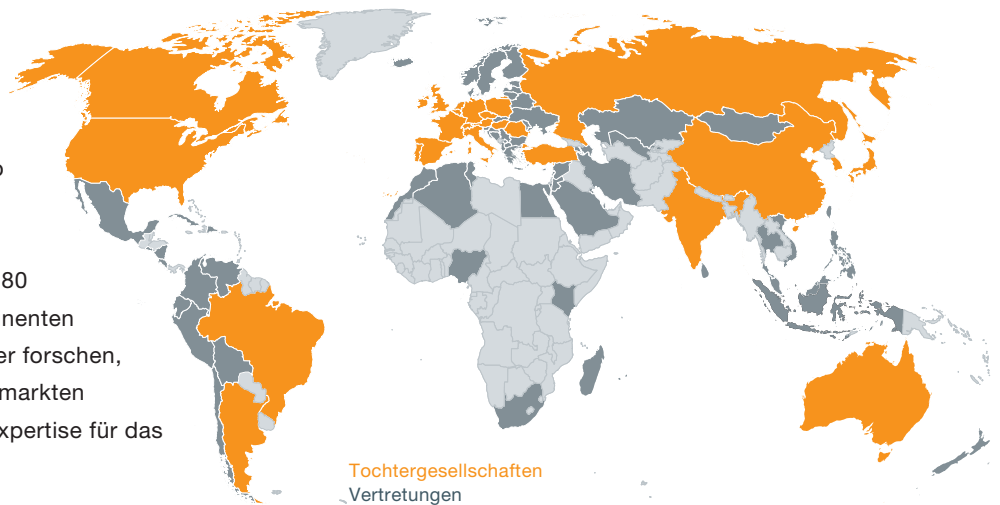 80
nenten
er forschen,
markten
xpertise für das
Tochtergesellschaften
Vertretungen